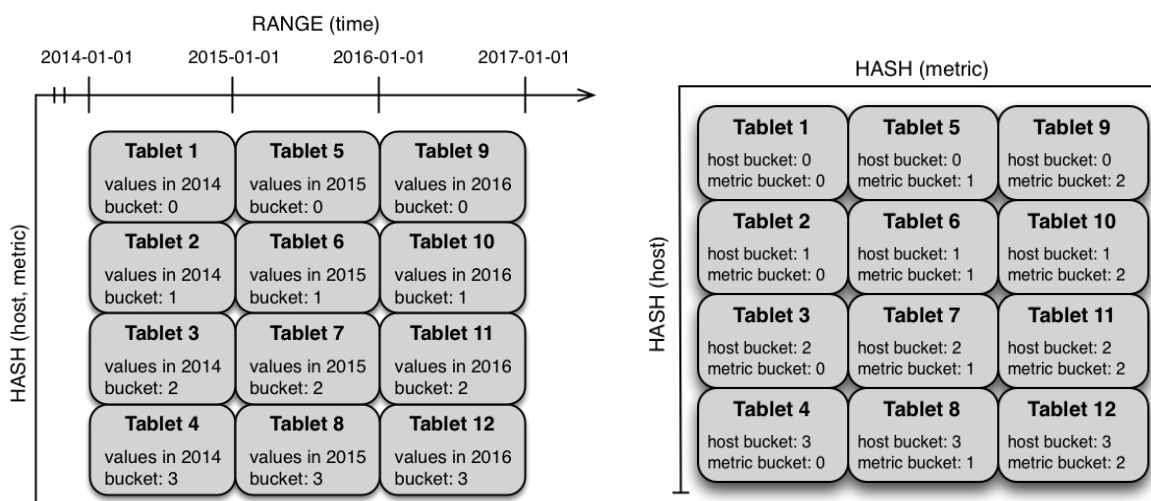 RANGE (time)
2014-01-01 2015-01-01 2016-01-01 2017-01-01
HASH (host, metric)
Tablet 1
values in 2014
bucket: 0
Tablet 5
values in 2015
bucket: 0
Tablet 9
values in 2016
bucket: 0
Tablet 2
values in 2014
bucket: 1
Tablet 6
values in 2015
bucket: 1
Tablet 10
values in 2016
bucket: 1
Tablet 3
values in 2014
bucket: 2
Tablet 7
values in 2015
bucket: 2
Tablet 11
values in 2016
bucket: 2
Tablet 4
values in 2014
bucket: 3
Tablet 8
values in 2015
bucket: 3
Tablet 12
values in 2016
bucket: 3
HASH (metric)
HASH (host)
Tablet 1
host bucket: 0
metric bucket: 0
Tablet 5
host bucket: 0
metric bucket: 1
Tablet 9
host bucket: 0
metric bucket: 2
Tablet 2
host bucket: 1
metric bucket: 0
Tablet 6
host bucket: 1
metric bucket: 1
Tablet 10
host bucket: 1
metric bucket: 2
Tablet 3
host bucket: 2
metric bucket: 0
Tablet 7
host bucket: 2
metric bucket: 1
Tablet 11
host bucket: 2
metric bucket: 2
Tablet 4
host bucket: 3
metric bucket: 0
Tablet 8
host bucket: 3
metric bucket: 1
Tablet 12
host bucket: 3
metric bucket: 2